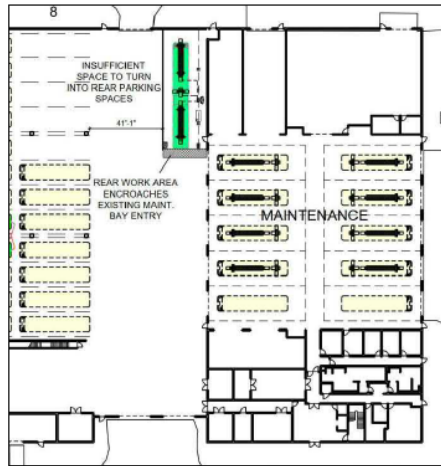 8
INSUFFICIENT
SPACE TO TURN
INTO REAR PARKING
SPACES
41'-1"
REAR WORK AREA
ENCROACHES
EXISTING MAINT.
BAY ENTRY
MAINTENANCE